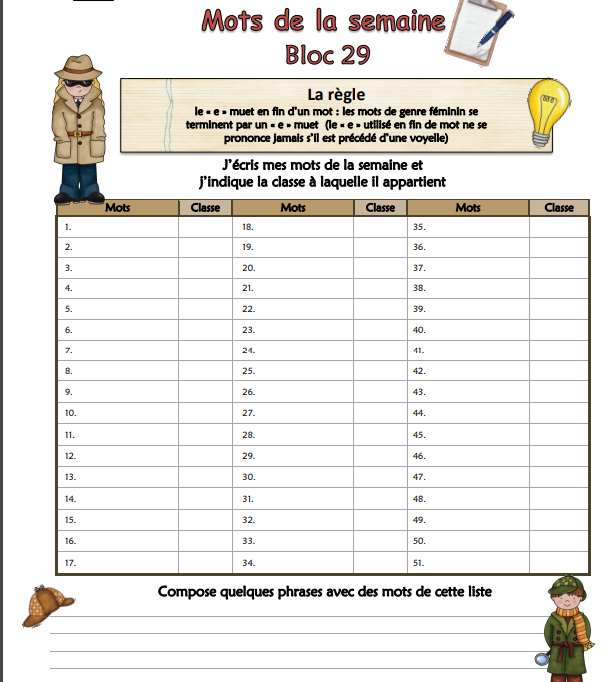 Mots de la semaine
Bloc 29
La règle
le « e » muet en fin d'un mot : les mots de genre féminin se
terminent par un « e » muet (le « e » utilisé en fin de mot ne se
prononce jamais s'il est précédé d'une voyelle)
J'écris mes mots de la semaine et
j'indique la classe à laquelle il appartient
Mots Classe Mots Classe Mots Classe
1. 18. 35.
2. 19. 36.
3. 20. 37.
4. 21. 38.
5. 22. 39.
6. 23. 40.
7. 24. 41.
8. 25. 42.
9. 26. 43.
10. 27. 44.
11. 28. 45.
12. 29. 46.
13. 30. 47.
14. 31. 48.
15. 32. 49.
16. 33. 50.
17. 34. 51.
Compose quelques phrases avec des mots de cette liste